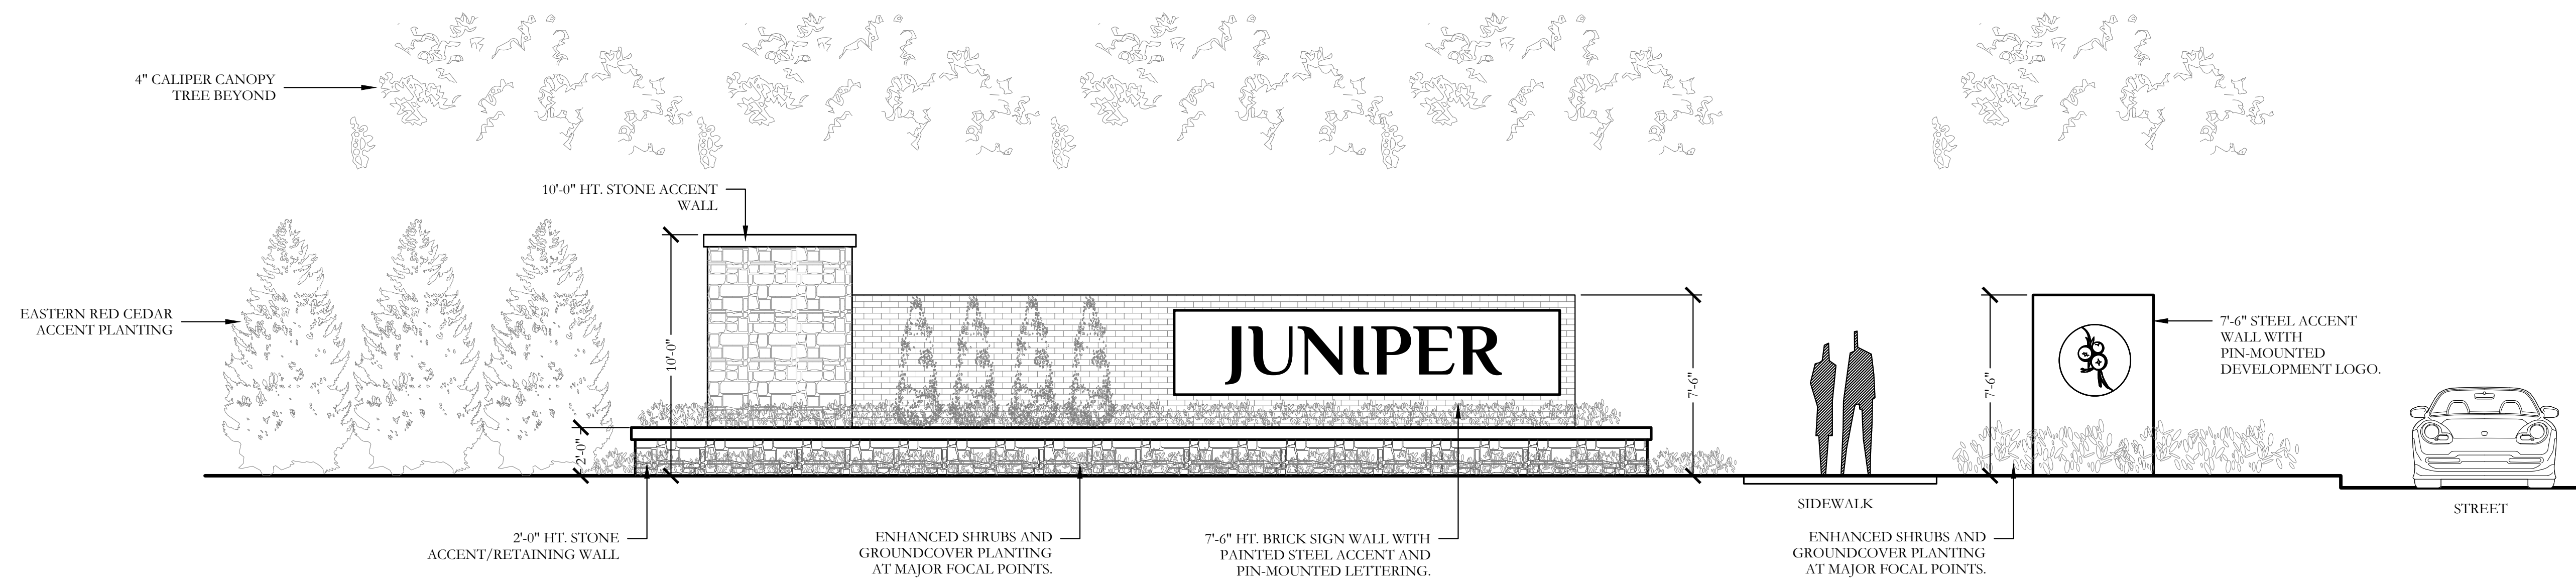 4" CALIPER CANOPY
TREE BEYOND
10'-0" HT. STONE ACCENT
WALL
EASTERN RED CEDAR
ACCENT PLANTING
10'-0"
2'-0"
JUNIPER
7'-6"
7'-6"
7'-6" STEEL ACCENT
WALL WITH
PIN-MOUNTED
DEVELOPMENT LOGO.
SIDEWALK
STREET
2'-0" HT. STONE
ACCENT/RETAINING WALL
ENHANCED SHRUBS AND
GROUNDCOVER PLANTING
AT MAJOR FOCAL POINTS.
7'-6" HT. BRICK SIGN WALL WITH
PAINTED STEEL ACCENT AND
PIN-MOUNTED LETTERING.
ENHANCED SHRUBS AND
GROUNDCOVER PLANTING
AT MAJOR FOCAL POINTS.